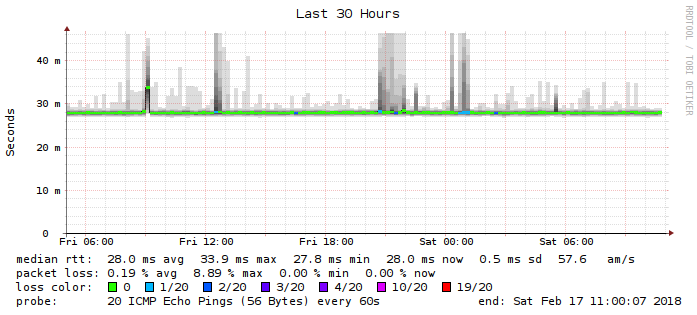 Last 30 Hours
RRDTOOL / TOBI OETIKER
Seconds
40 m
30 m
20 m
10 m
0
Fri 06:00 Fri 12:00 Fri 18:00 Sat 00:00 Sat 06:00
median rtt: 28.0 ms avg 33.9 ms max 27.8 ms min 28.0 ms now 0.5 ms sd 57.6 am/s
packet loss: 0.19 % avg 8.89 % max 0.00 % min 0.00 % now
loss color: 0 1/20 2/20 3/20 4/20 10/20 19/20
probe: 20 ICMP Echo Pings (56 Bytes) every 60s end: Sat Feb 17 11:00:07 2018